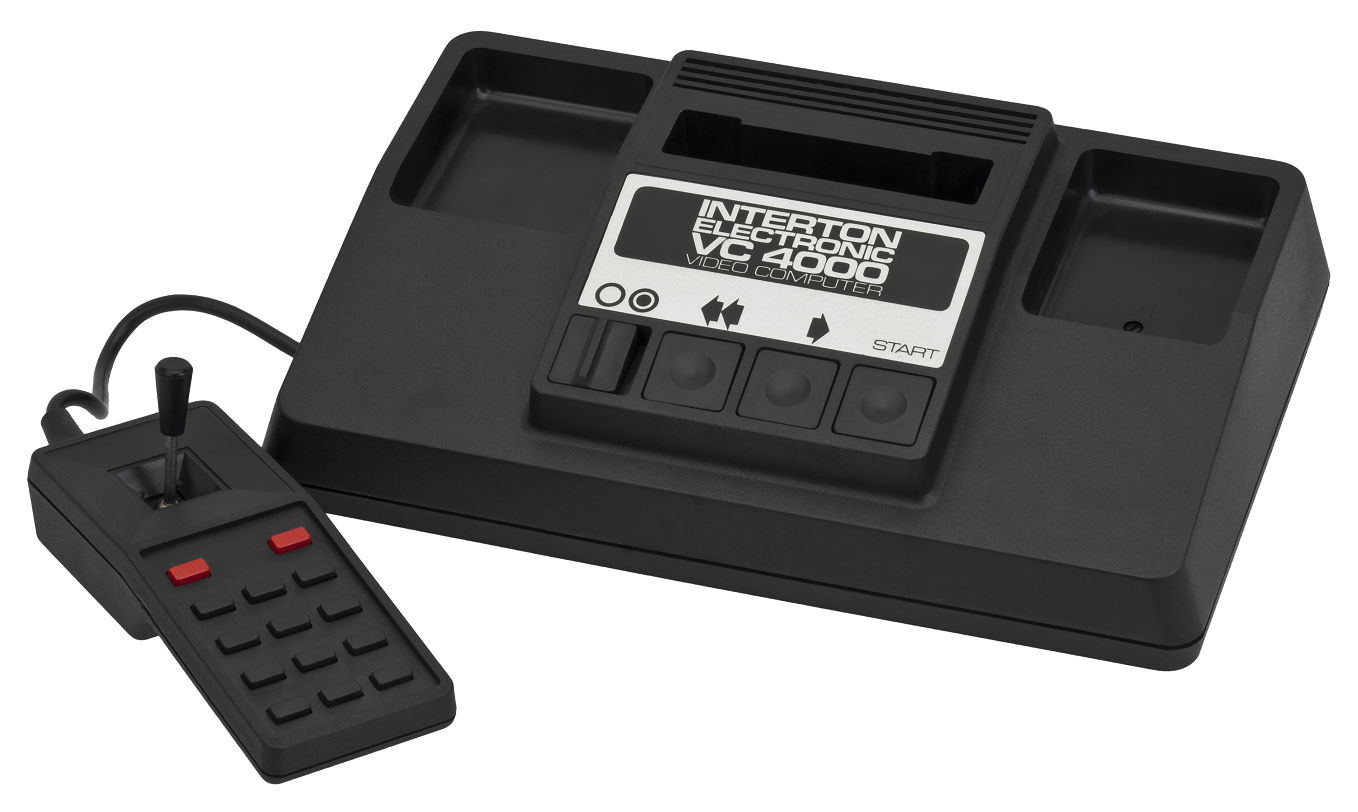 INTERTON
ELECTRONIC
VC 4000
VIDEO COMPUTER
START